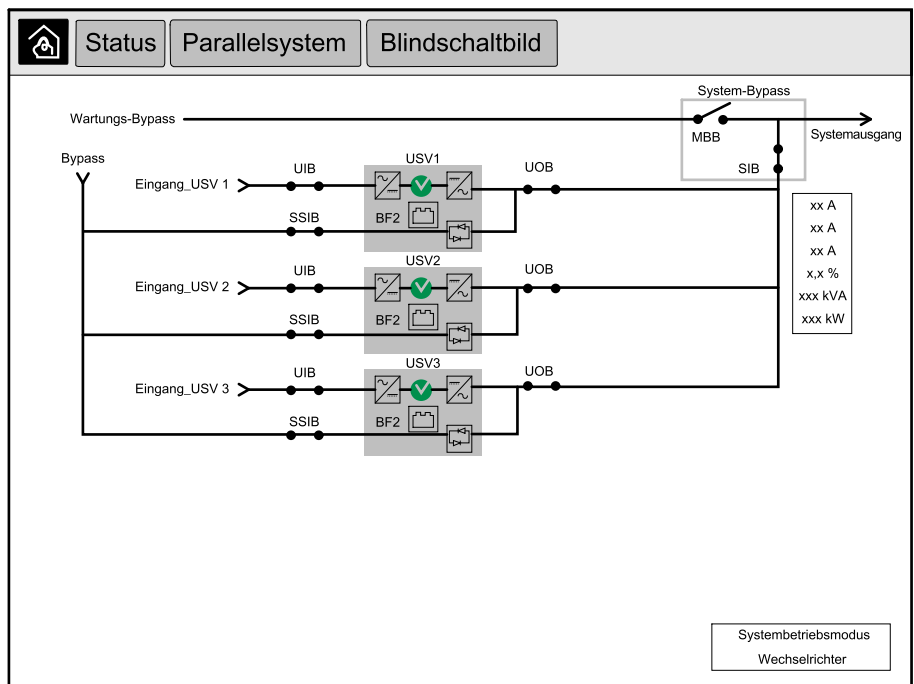 Status
Parallelsystem
Blindschaltbild
System-Bypass
Wartungs-Bypass
MBB
Systemausgang
SIB
Bypass
Eingang_USV 1
UIB
USV1
UOB
SSIB
BF2
Eingang_USV 2
UIB
USV2
UOB
SSIB
BF2
Eingang_USV 3
UIB
USV3
UOB
SSIB
BF2
xx A
xx A
xx A
x,x %
xxx kVA
xxx kW
Systembetriebsmodus
Wechselrichter